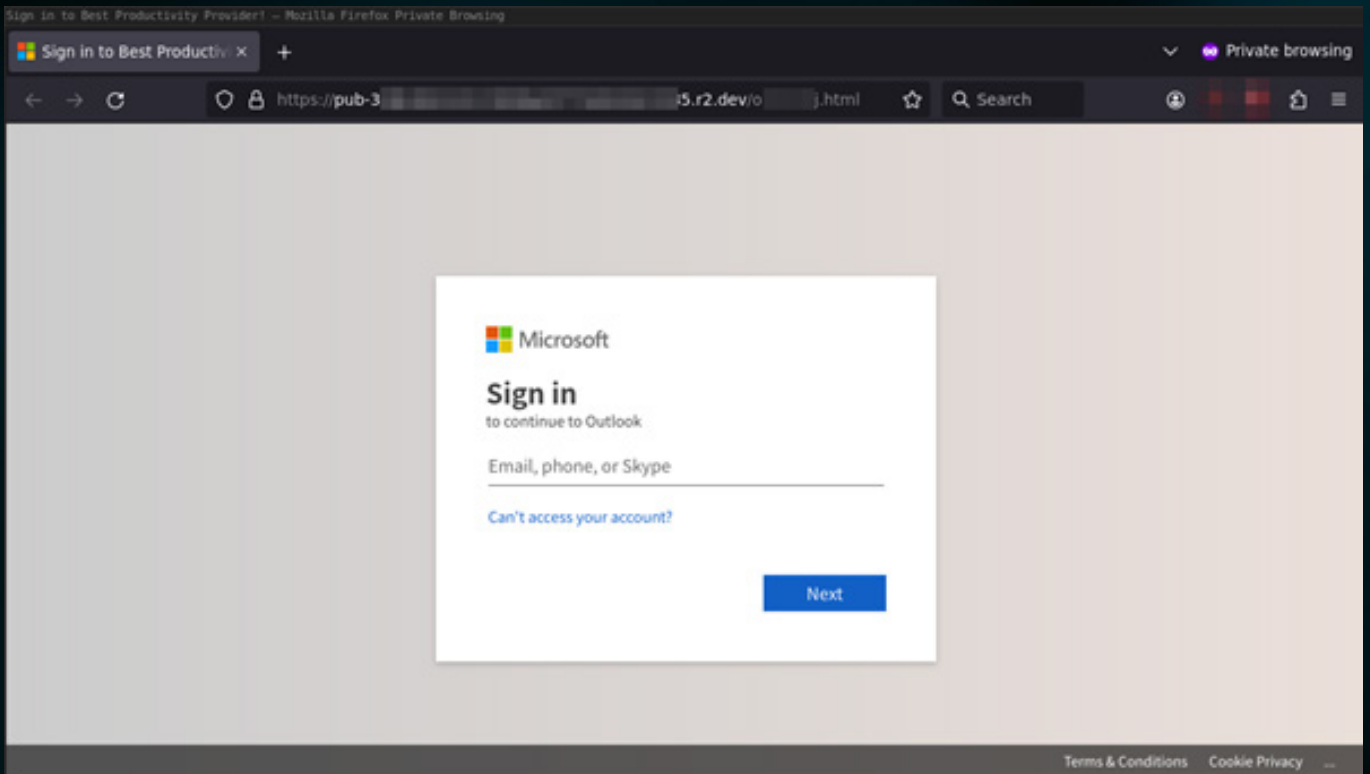 Sign in to Best Productivity Provider! — Mozilla Firefox Private Browsing
Sign in to Best Productiv
Private browsing
https://pub-3 5.r2.dev/o j.html
Search
Microsoft
Sign in
to continue to Outlook
Email, phone, or Skype
Can't access your account?
Next
Terms & Conditions Cookie Privacy ...